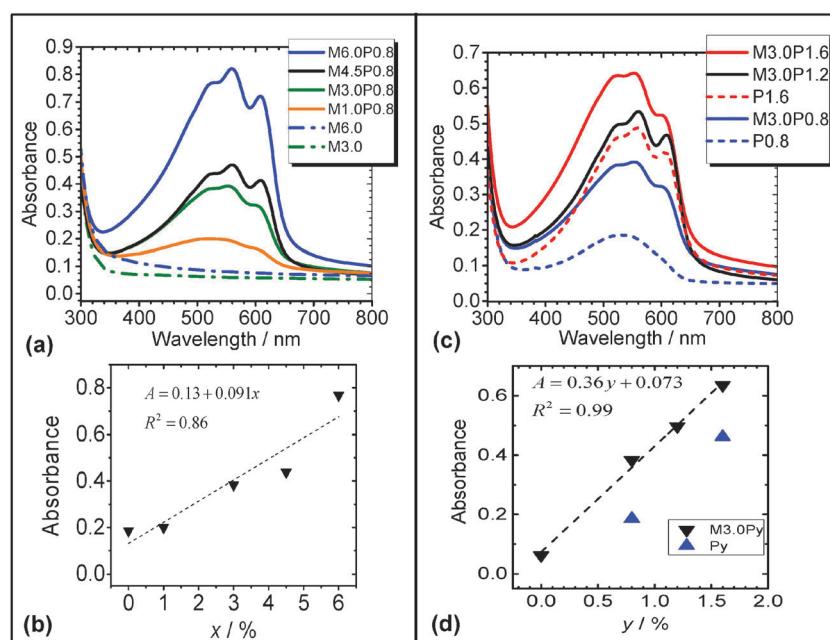 0.9
0.8
0.7
0.6
0.5
0.4
0.3
0.2
0.1
0.0
Absorbance
M6.0P0.8
M4.5P0.8
M3.0P0.8
M1.0P0.8
M6.0
M3.0
300 400 500 600 700 800
Wavelength / nm
(a)
0.8
0.6
0.4
0.2
0.0
Absorbance
A = 0.13 + 0.091x
R² = 0.86
0 1 2 3 4 5 6
x / %
(b)
0.7
0.6
0.5
0.4
0.3
0.2
0.1
0.0
Absorbance
M3.0P1.6
M3.0P1.2
P1.6
M3.0P0.8
P0.8
300 400 500 600 700 800
Wavelength / nm
(c)
0.6
0.4
0.2
0.0
Absorbance
A = 0.36y + 0.073
R² = 0.99
M3.0Py
Py
0.0 0.5 1.0 1.5 2.0
y / %
(d)